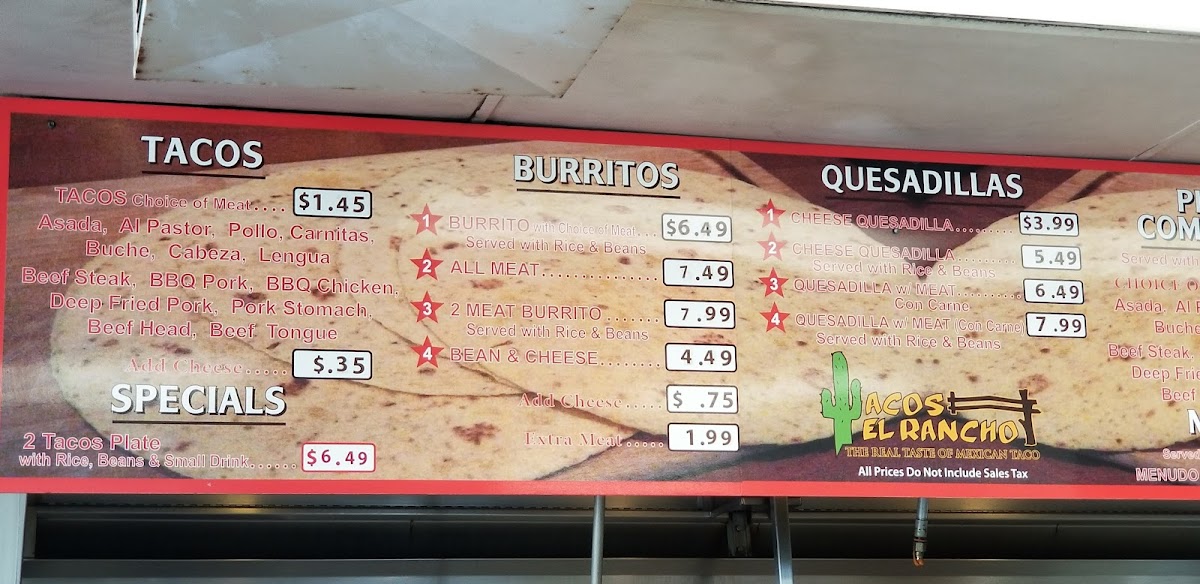 TACOS
TACOS Choice of Meat.... $1.45
Asada, Al Pastor, Pollo, Carnitas,
Buche, Cabeza, Lengua
Beef Steak, BBQ Pork, BBQ Chicken,
Deep Fried Pork, Pork Stomach,
Beef Head, Beef Tongue
Add Cheese..... $.35
SPECIALS
2 Tacos Plate
with Rice, Beans & Small Drink...... $6.49
BURRITOS
1 BURRITO with Choice of Meat.... $6.49
Served with Rice & Beans
2 ALL MEAT............... 7.49
3 2 MEAT BURRITO ....... 7.99
Served with Rice & Beans
4 BEAN & CHEESE........ 4.49
Add Cheese..... $ .75
Extra Meat..... 1.99
QUESADILLAS
1 CHEESE QUESADILLA......... $3.99
2 CHEESE QUESADILLA......... 5.49
Served with Rice & Beans
3 QUESADILLA w/ MEAT.......... 6.49
Con Carne
4 QUESADILLA w/ MEAT (Con Carne) 7.99
Served with Rice & Beans
TACOS
EL RANCHO
THE REAL TASTE OF MEXICAN TACO
All Prices Do Not Include Sales Tax
COM
Served with
CHOICE O
Asada, Al
Buche
Beef Steak,
Deep Frie
Beef
Served
MENUDO